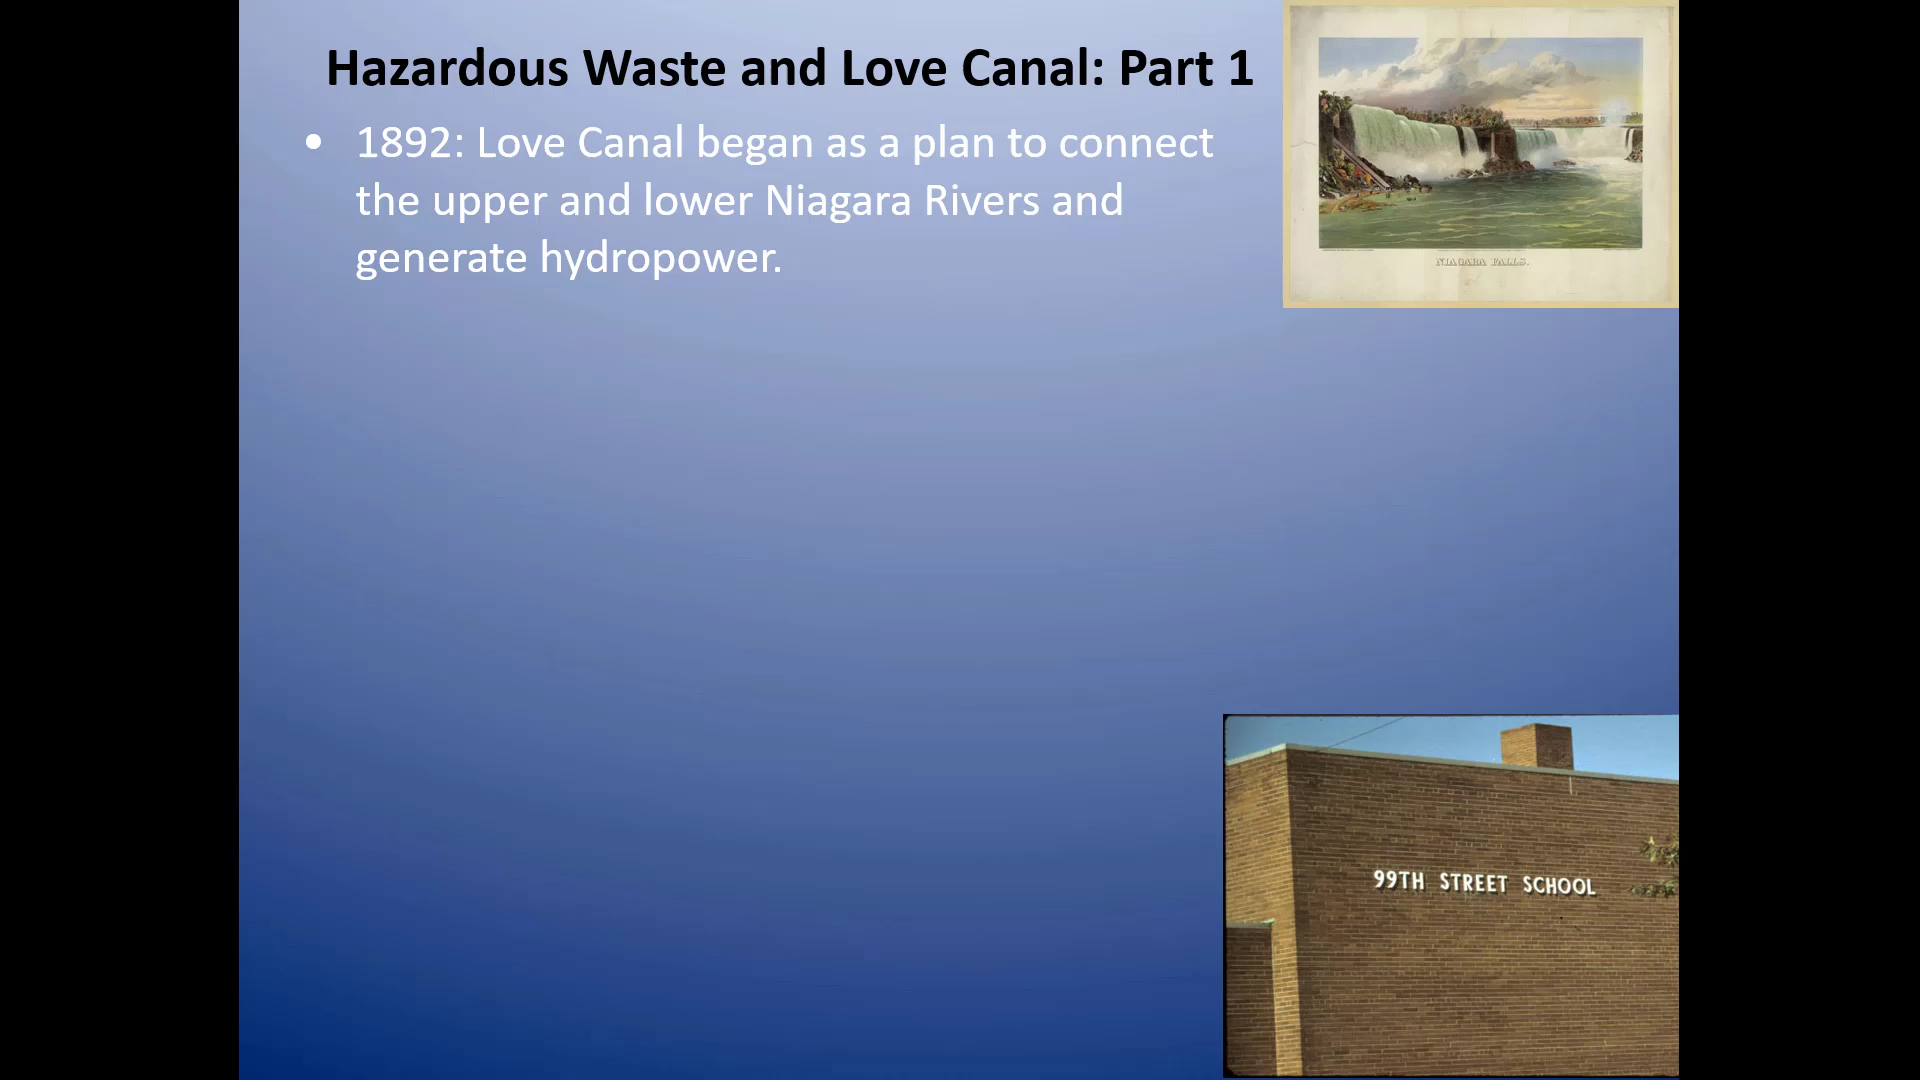 Hazardous Waste and Love Canal: Part 1
• 1892: Love Canal began as a plan to connect
the upper and lower Niagara Rivers and
generate hydropower.
NIAGARA FALLS.
99TH STREET SCHOOL